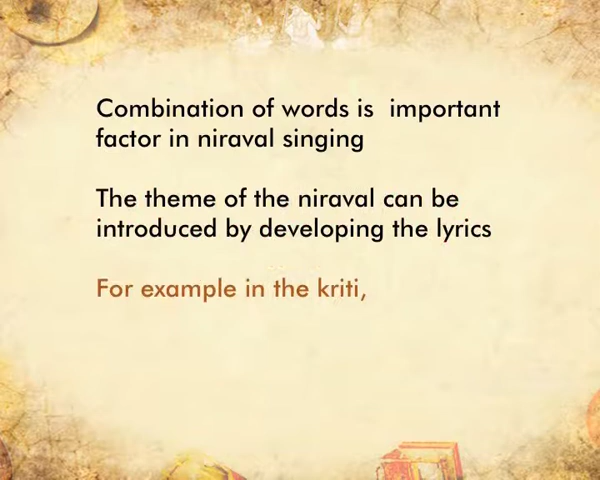 Combination of words is  important
factor in niraval singing
The theme of the niraval can be
introduced by developing the lyrics
For example in the kriti,